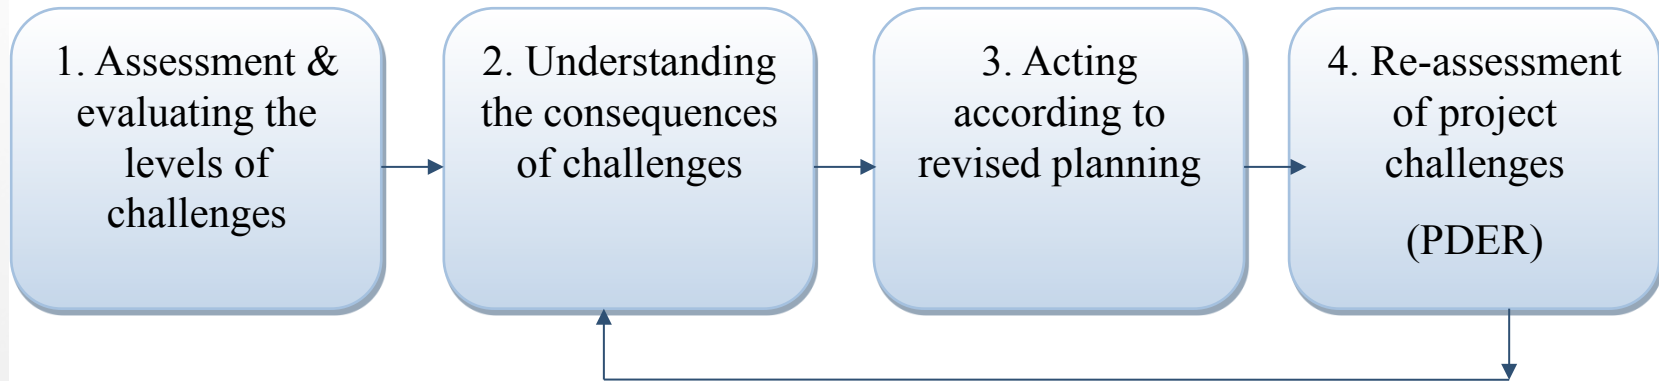 1. Assessment &
evaluating the
levels of
challenges
2. Understanding
the consequences
of challenges
3. Acting
according to
revised planning
4. Re-assessment
of project
challenges
(PDER)